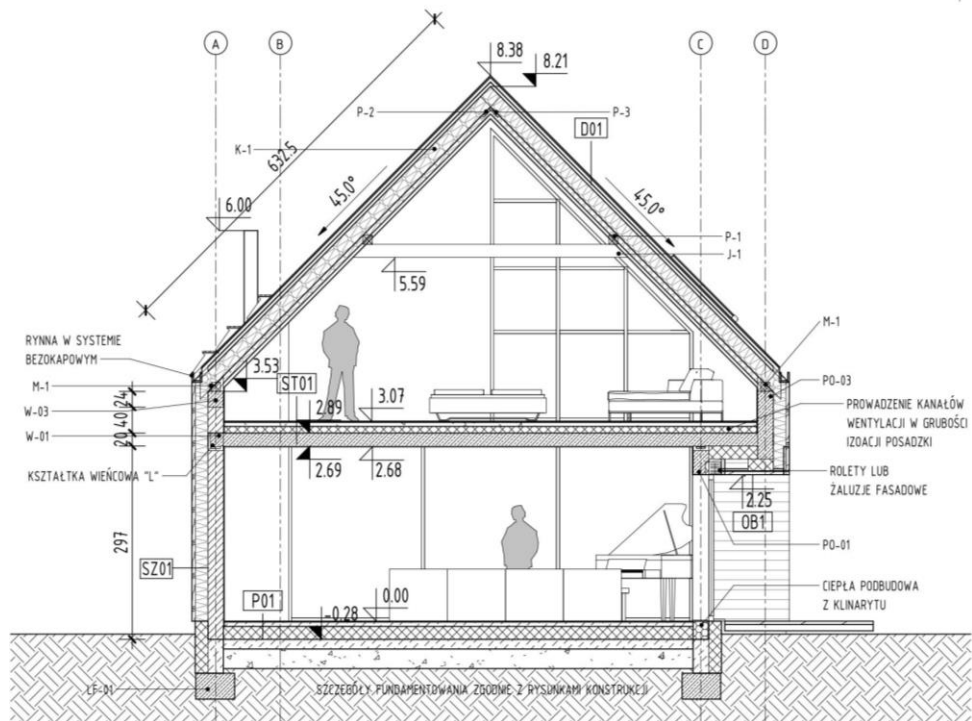 A
B
C
D
8.38
8.21
P-2
P-3
D01
K-1
632.5
45.0°
45.0°
6.00
P-1
J-1
5.59
RYNNA W SYSTEMIE
BEZOKAPOWYM
M-1
M-1
3.53
ST01
PO-03
24
W-03
2.89
3.07
PROWADZENIE KANAŁÓW
WENTYLACJI W GRUBOŚCI
IZOACJI POSADZKI
40
W-01
20
2.69
2.68
KSZTAŁTKA WIEŃCOWA "L"
ROLETY LUB
ŻALUZJE FASADOWE
2.25
OB1
297
PO-01
SZ01
P01
0.00
-0.28
CIEPŁA PODBUDOWA
Z KLINARYTU
LF-01
SZCZEGÓŁY FUNDAMENTOWANIA ZGODNIE Z RYSUNKAMI KONSTRUKCJI